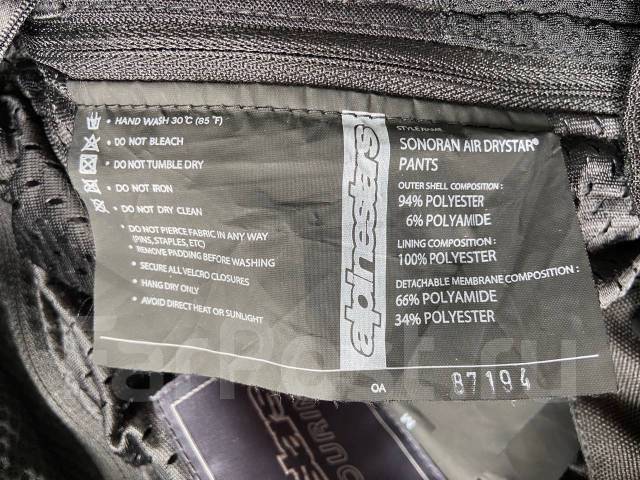 • HAND WASH 30°C (85°F)
• DO NOT BLEACH
• DO NOT TUMBLE DRY
• DO NOT IRON
• DO NOT DRY CLEAN
• DO NOT PIERCE FABRIC IN ANY WAY
(PINS, STAPLES, ETC)
• REMOVE PADDING BEFORE WASHING
• SECURE ALL VELCRO CLOSURES
• HANG DRY ONLY
• AVOID DIRECT HEAT OR SUNLIGHT
alpinestars
STYLE NAME
SONORAN AIR DRYSTAR®
PANTS
OUTER SHELL COMPOSITION :
94% POLYESTER
6% POLYAMIDE
LINING COMPOSITION :
100% POLYESTER
DETACHABLE MEMBRANE COMPOSITION :
66% POLYAMIDE
34% POLYESTER
OA
87194
FarPost.ru